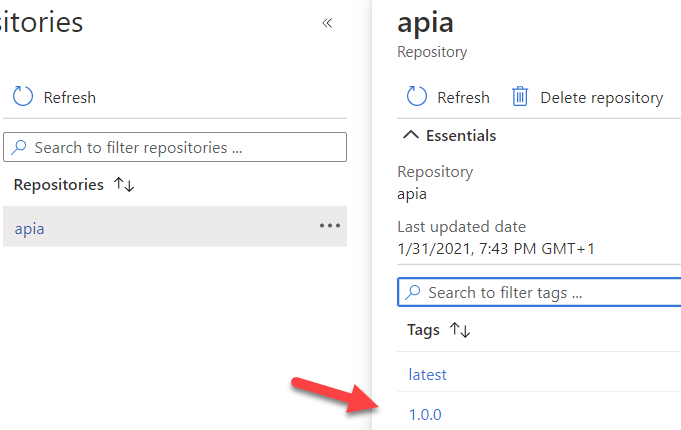 itories
«
Refresh
Search to filter repositories ...
Repositories ↑↓
apia ...
apia
Repository
Refresh Delete repository
Essentials
Repository
apia
Last updated date
1/31/2021, 7:43 PM GMT+1
Search to filter tags ...
Tags ↑↓
latest
1.0.0